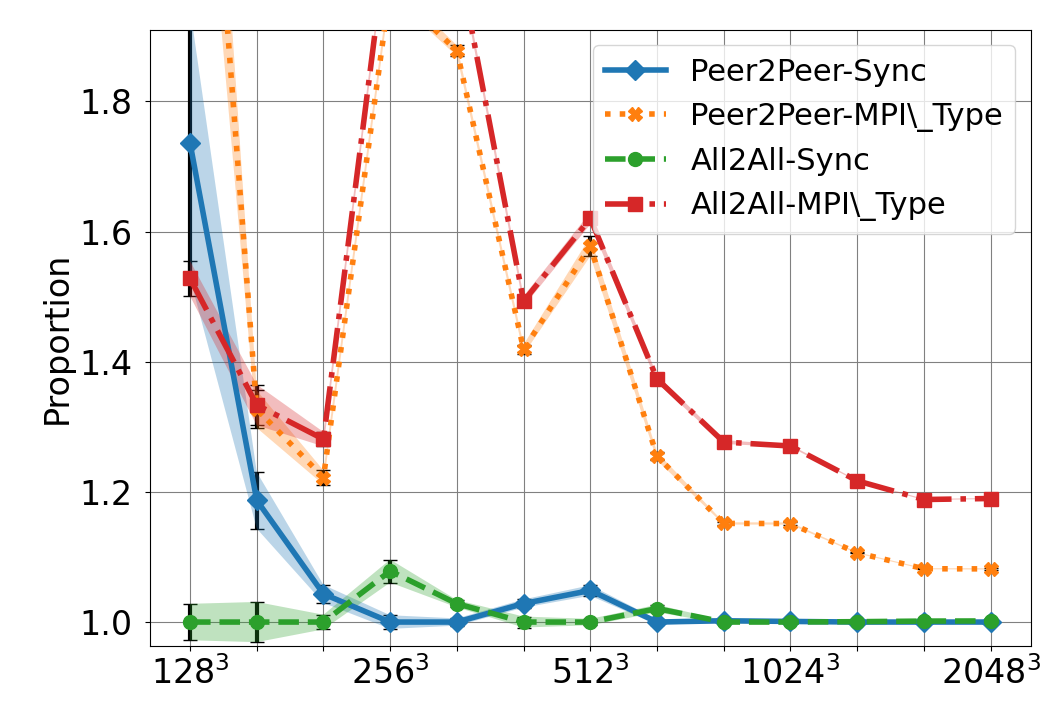 Peer2Peer-Sync
Peer2Peer-MPI\_Type
All2All-Sync
All2All-MPI\_Type
Proportion
1.8
1.6
1.4
1.2
1.0
128³ 256³ 512³ 1024³ 2048³